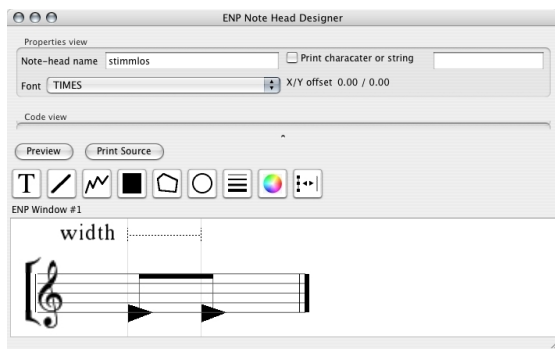 ENP Note Head Designer
Properties view
Note-head name stimmlos Print characater or string
Font TIMES X/Y offset 0.00 / 0.00
Code view
Preview Print Source
T
ENP Window #1
width